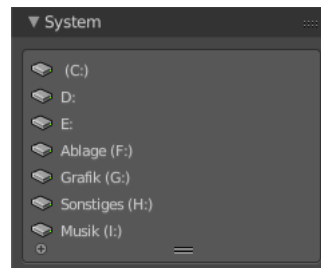 System
(C:)
D:
E:
Ablage (F:)
Grafik (G:)
Sonstiges (H:)
Musik (I:)